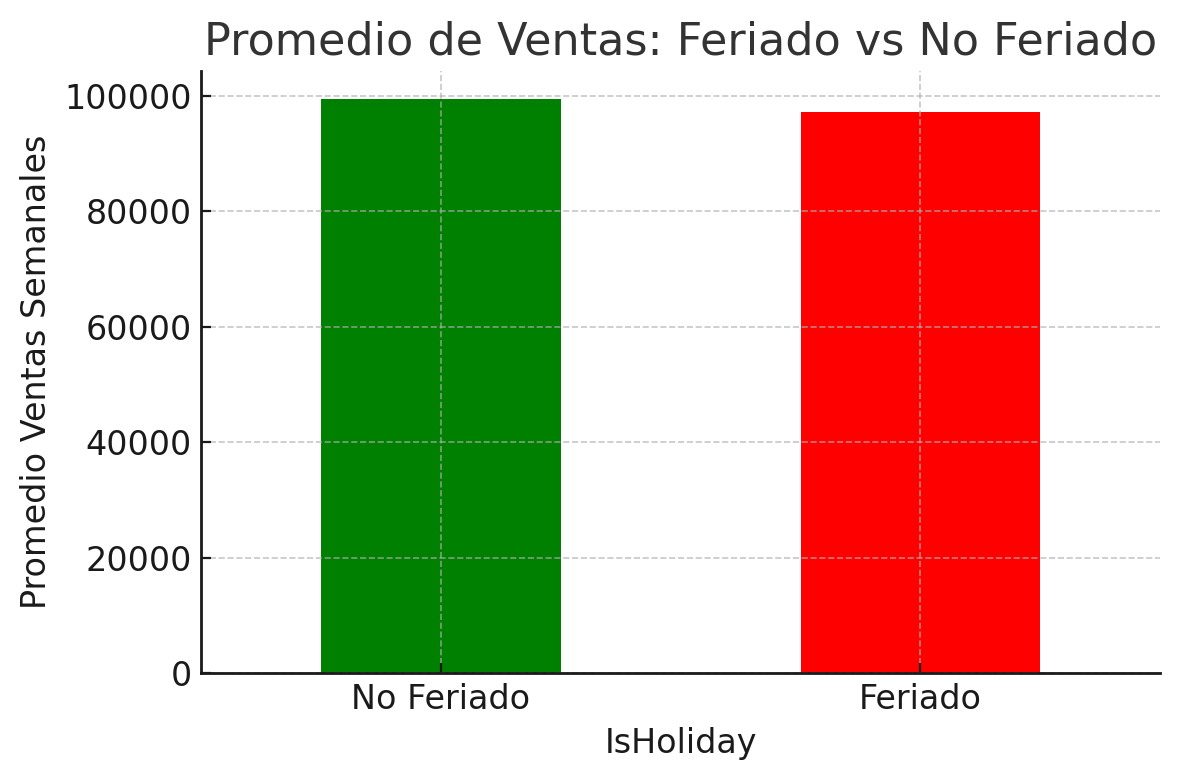 Promedio de Ventas: Feriado vs No Feriado
Promedio Ventas Semanales
100000
80000
60000
40000
20000
0
No Feriado
Feriado
IsHoliday